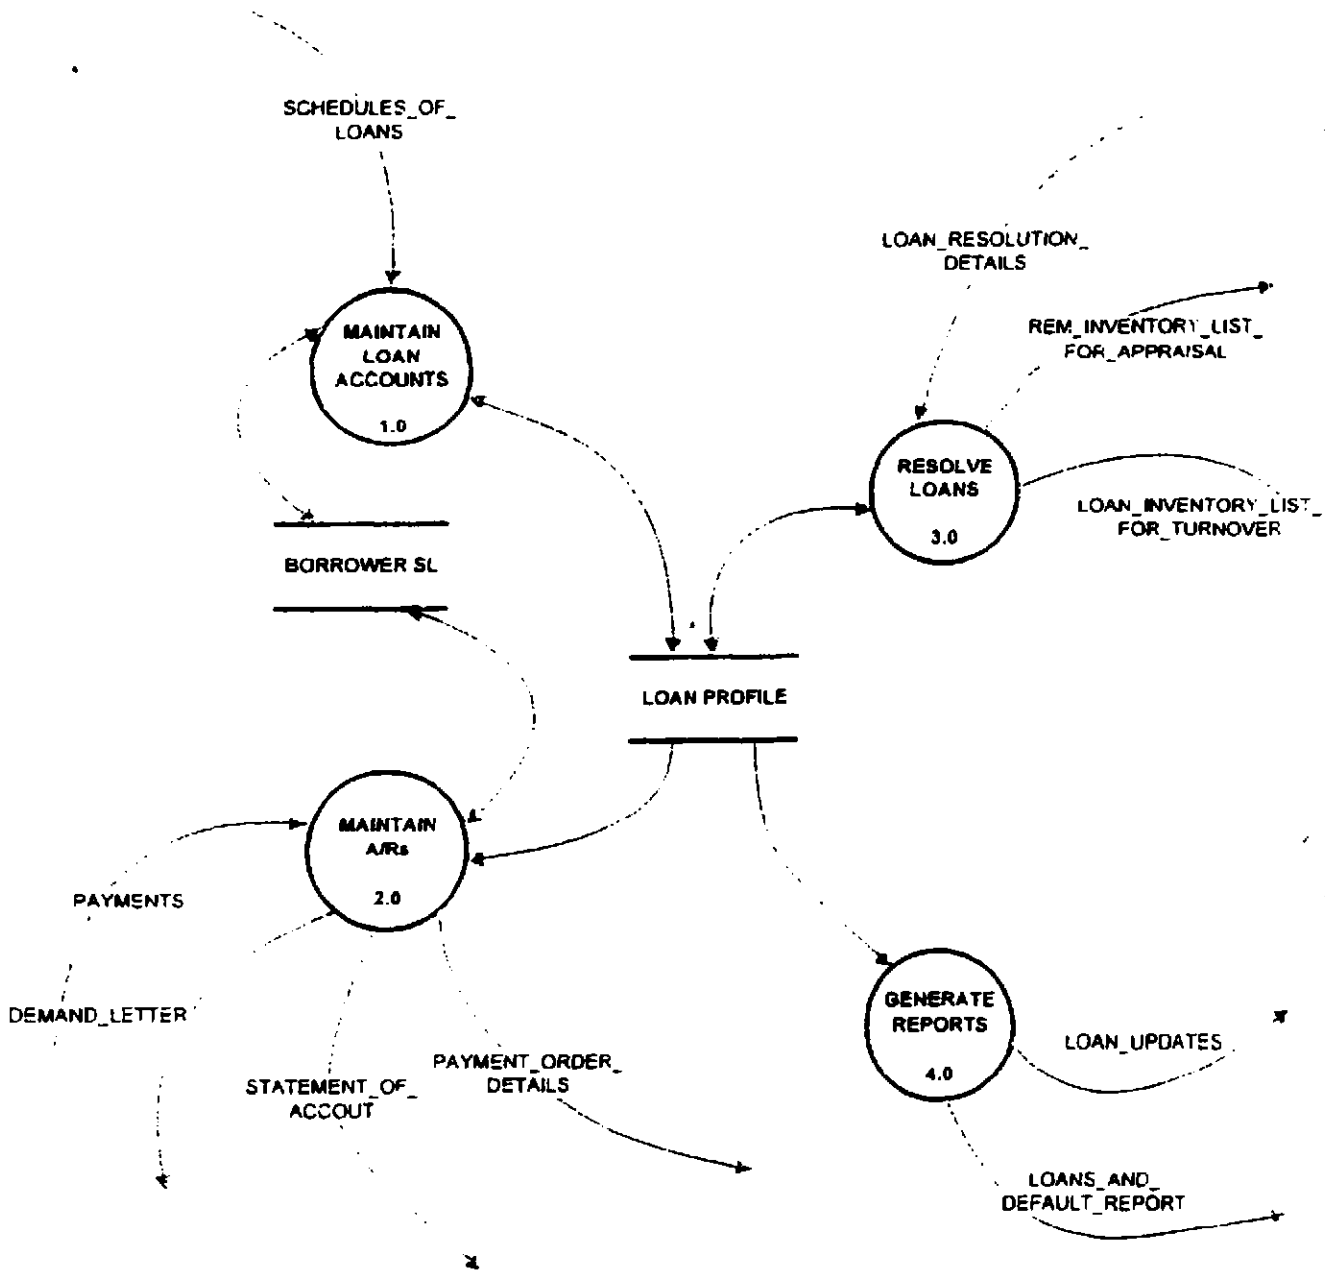 SCHEDULES_OF_
LOANS
LOAN_RESOLUTION_
DETAILS
REM_INVENTORY_LIST_
FOR_APPRAISAL
MAINTAIN
LOAN
ACCOUNTS
1.0
RESOLVE
LOANS
3.0
LOAN_INVENTORY_LIST_
FOR_TURNOVER
BORROWER SL
LOAN PROFILE
MAINTAIN
A/Rs
2.0
PAYMENTS
DEMAND_LETTER
STATEMENT_OF_
ACCOUT
PAYMENT_ORDER_
DETAILS
GENERATE
REPORTS
4.0
LOAN_UPDATES
LOANS_AND_
DEFAULT_REPORT